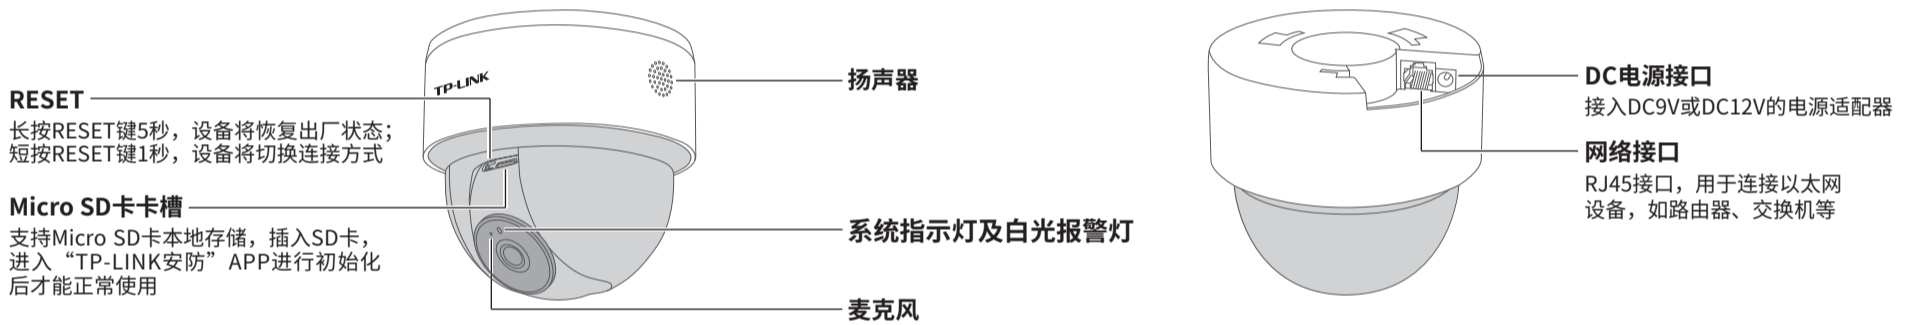 TP-LINK
RESET
长按RESET键5秒，设备将恢复出厂状态；
短按RESET键1秒，设备将切换连接方式
Micro SD卡卡槽
支持Micro SD卡本地存储，插入SD卡，
进入“TP-LINK安防”APP进行初始化
后才能正常使用
扬声器
系统指示灯及白光报警灯
麦克风
DC电源接口
接入DC9V或DC12V的电源适配器
网络接口
RJ45接口，用于连接以太网
设备，如路由器、交换机等